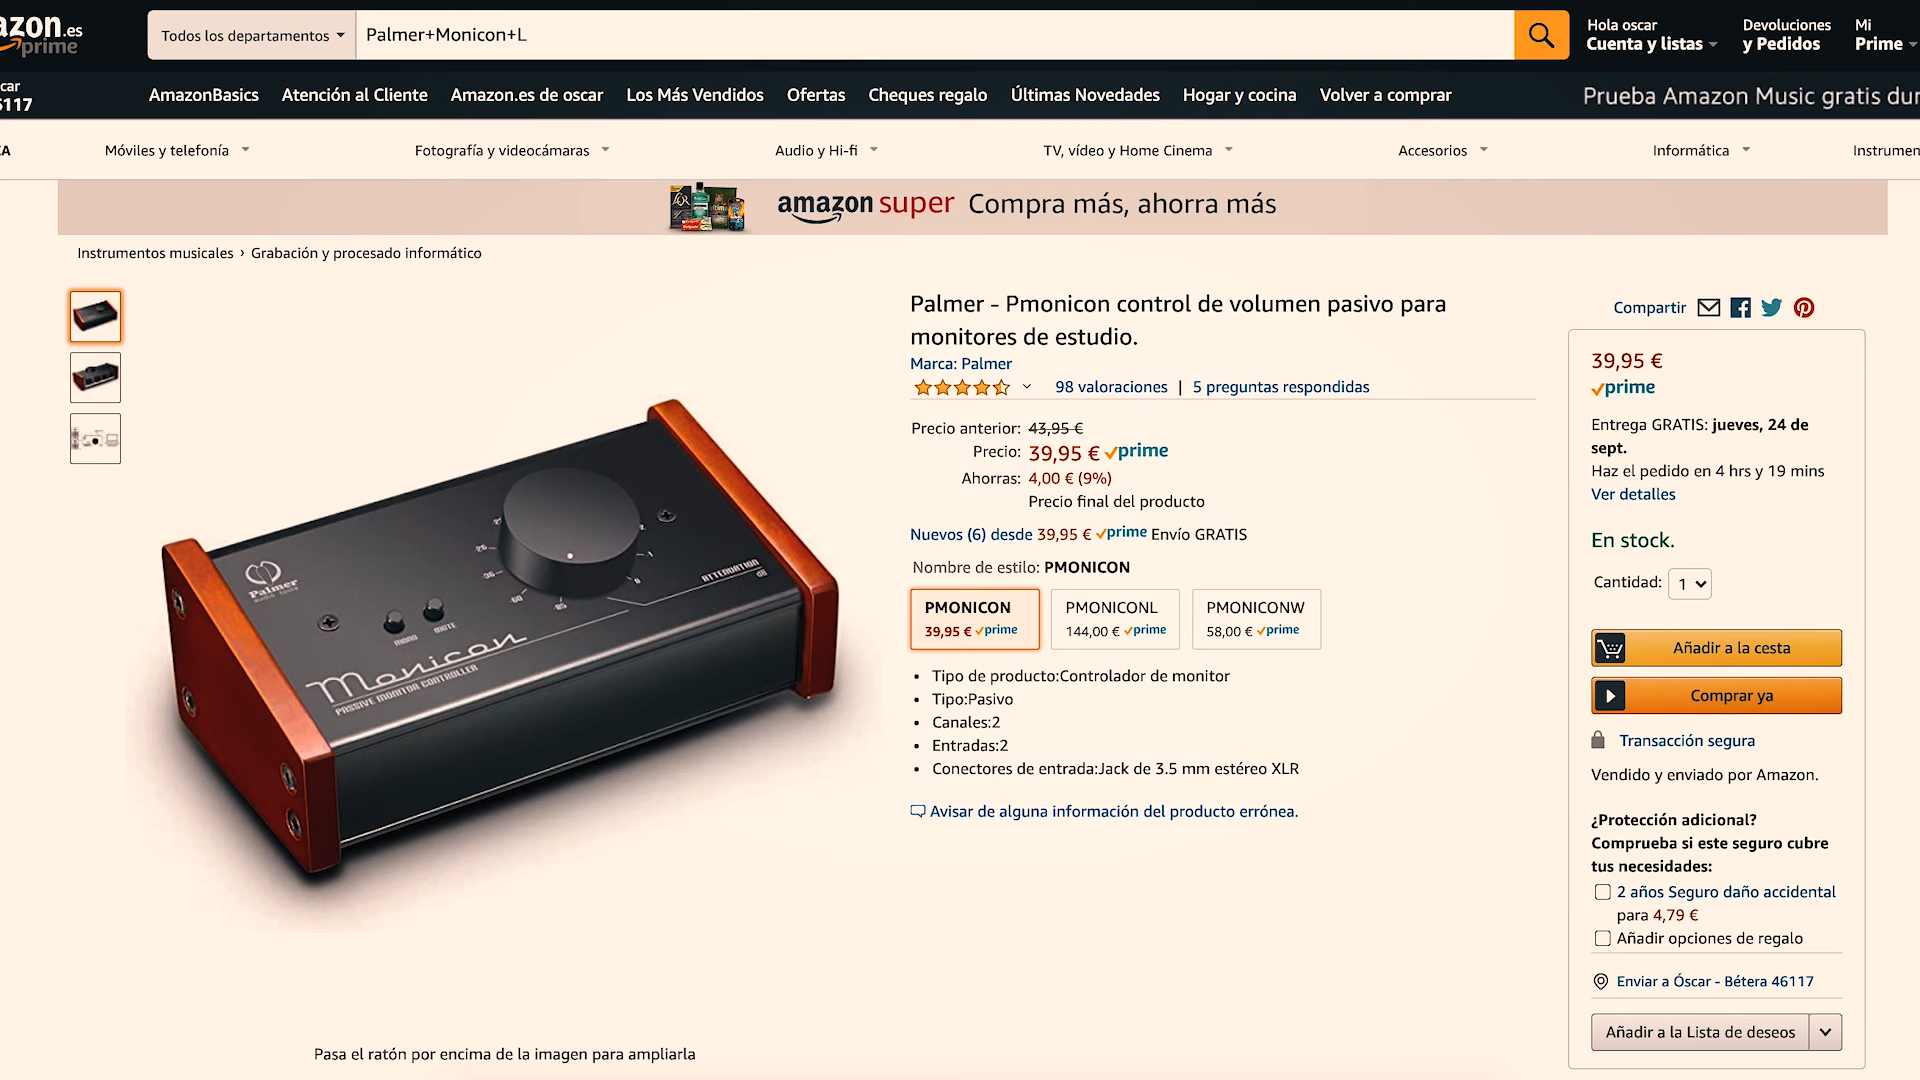 azon.es
prime
Todos los departamentos
Palmer+Monicon+L
Hola oscar
Cuenta y listas
Devoluciones
y Pedidos
Mi
Prime
car
6117
AmazonBasics
Atención al Cliente
Amazon.es de oscar
Los Más Vendidos
Ofertas
Cheques regalo
Últimas Novedades
Hogar y cocina
Volver a comprar
Prueba Amazon Music gratis dur
CA
Móviles y telefonía
Fotografía y videocámaras
Audio y Hi-fi
TV, vídeo y Home Cinema
Accesorios
Informática
Instrumen
amazon super Compra más, ahorra más
Instrumentos musicales › Grabación y procesado informático
Palmer
audio tools
MONO
MUTE
Monicon
PASSIVE MONITOR CONTROLLER
ATTENUATION
dB
Pasa el ratón por encima de la imagen para ampliarla
Palmer - Pmonicon control de volumen pasivo para
monitores de estudio.
Marca: Palmer
98 valoraciones | 5 preguntas respondidas
Precio anterior: 43,95 €
Precio: 39,95 € prime
Ahorras: 4,00 € (9%)
Precio final del producto
Nuevos (6) desde 39,95 € prime Envío GRATIS
Nombre de estilo: PMONICON
PMONICON
39,95 € prime
PMONICONL
144,00 € prime
PMONICONW
58,00 € prime
• Tipo de producto:Controlador de monitor
• Tipo:Pasivo
• Canales:2
• Entradas:2
• Conectores de entrada:Jack de 3.5 mm estéreo XLR
Avisar de alguna información del producto errónea.
Compartir
39,95 €
prime
Entrega GRATIS: jueves, 24 de
sept.
Haz el pedido en 4 hrs y 19 mins
Ver detalles
En stock.
Cantidad: 1
Añadir a la cesta
Comprar ya
Transacción segura
Vendido y enviado por Amazon.
¿Protección adicional?
Comprueba si este seguro cubre
tus necesidades:
2 años Seguro daño accidental
para 4,79 €
Añadir opciones de regalo
Enviar a Óscar - Bétera 46117
Añadir a la Lista de deseos